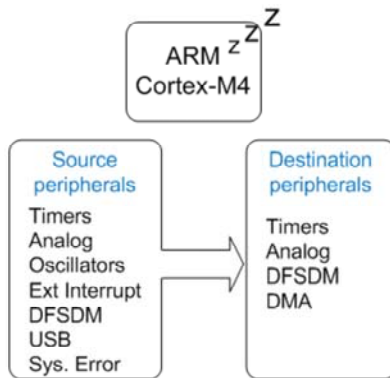 z z z
ARM
Cortex-M4
Source
peripherals
Timers
Analog
Oscillators
Ext Interrupt
DFSDM
USB
Sys. Error
Destination
peripherals
Timers
Analog
DFSDM
DMA